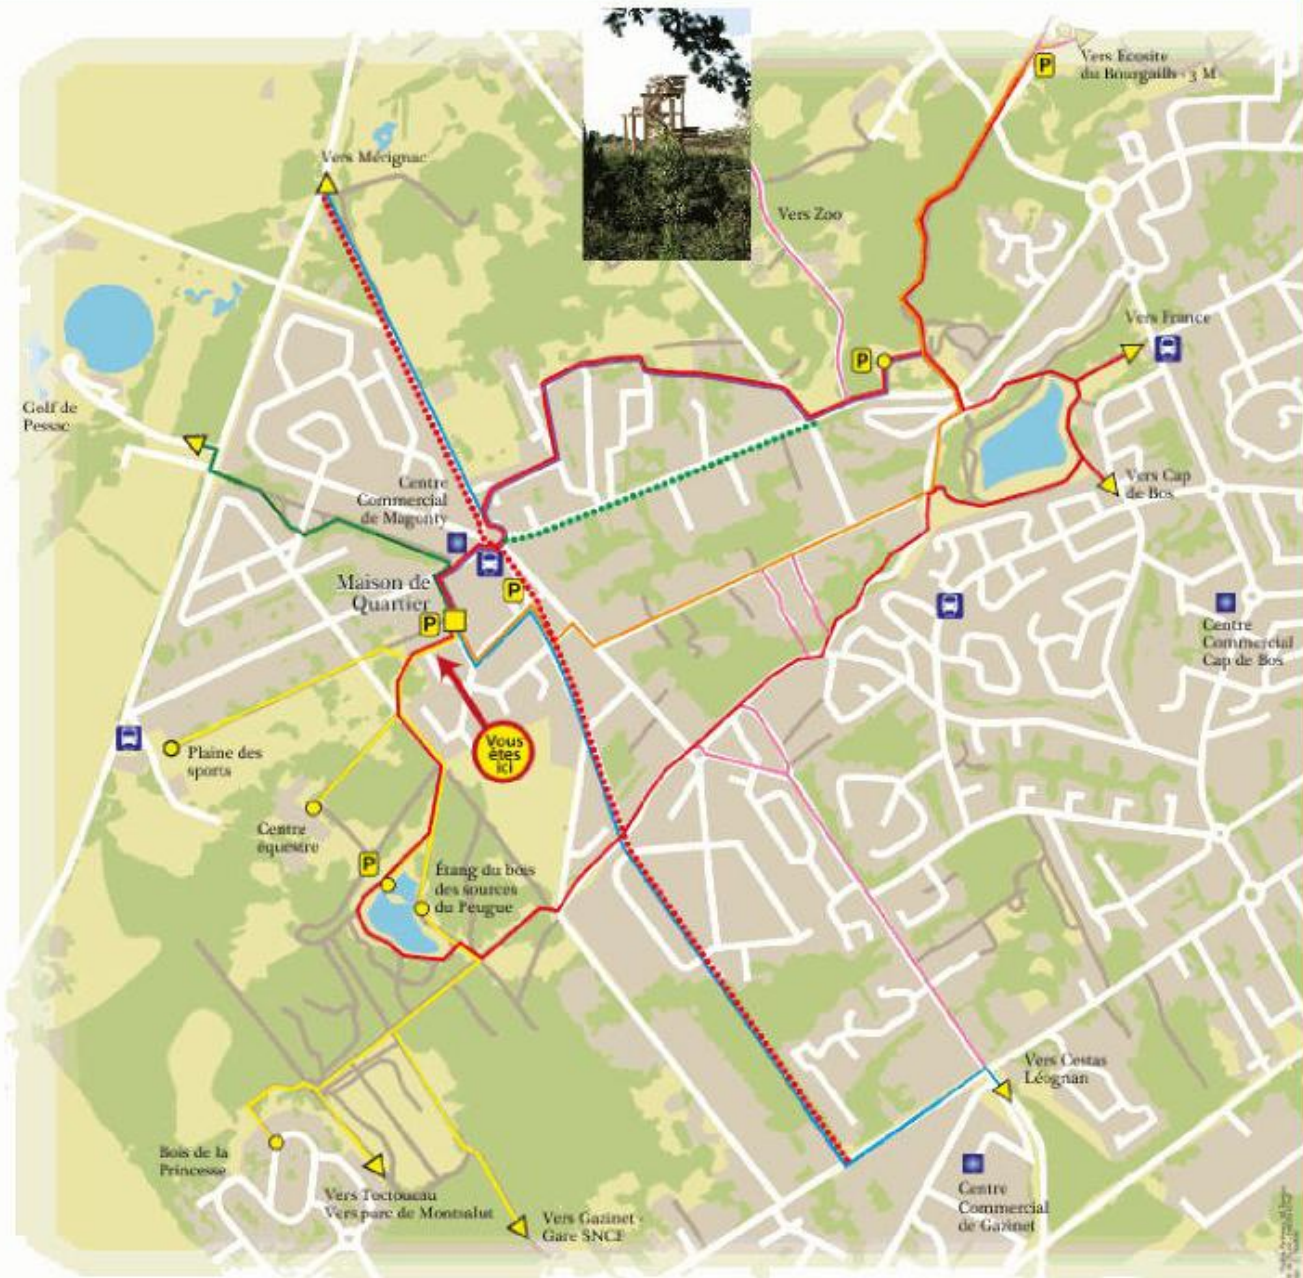 P
Vers Ecosite
du Bourgailh - 3 M
Vers Mérignac
Vers Zoo
Vers France
P
Golf de
Pessac
Centre
Commercial
de Magonty
Vers Cap
de Bos
Maison de
Quartier
P
P
Centre
Commercial
Cap de Bos
Vous
êtes
ici
Plaine des
sports
Centre
équestre
P
Étang du bois
des sources
du Peugue
Vers Cestas
Léognan
Bois de la
Princesse
Vers Toctoucau
Vers parc de Montsalut
Vers Gazinet -
Gare SNCF
Centre
Commercial
de Gazinet